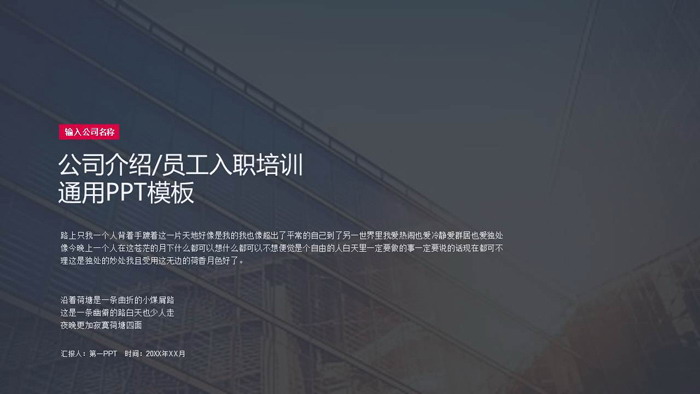 输入公司名称
公司介绍/员工入职培训
通用PPT模板
路上只我一个人背着手踱着这一片天地好像是我的我也像超出了平常的自己到了另一世界里我爱热闹也爱冷静爱群居也爱独处
像今晚上一个人在这苍茫的月下什么都可以想什么都可以不想便觉是个自由的人白天里一定要做的事一定要说的话现在都可不
理这是独处的妙处我且受用这无边的荷香月色好了。
沿着荷塘是一条曲折的小煤屑路
这是一条幽僻的路白天也少人走
夜晚更加寂寞荷塘四面
汇报人：第一PPT 时间：20XX年XX月